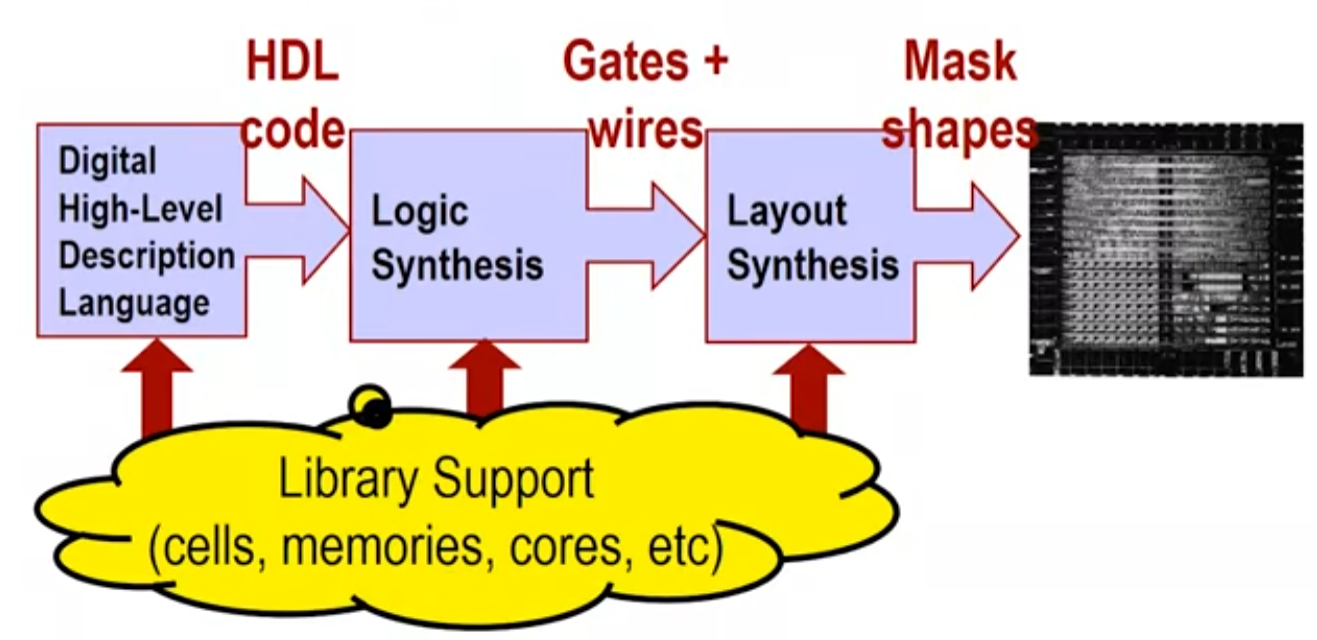 HDL
code
Gates +
wires
Mask
shapes
Digital
High-Level
Description
Language
Logic
Synthesis
Layout
Synthesis
Library Support
(cells, memories, cores, etc)